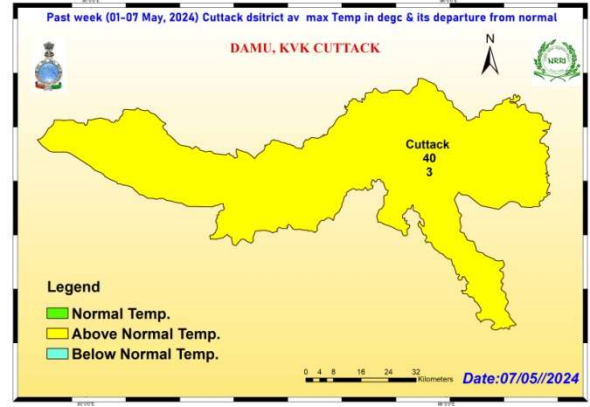 Past week (01-07 May, 2024) Cuttack dsitrict av max Temp in degc & its departure from normal
DAMU, KVK CUTTACK
N
NRRI
Cuttack
40
3
Legend
Normal Temp.
Above Normal Temp.
Below Normal Temp.
0 4 8 16 24 32
Kilometers
Date:07/05//2024